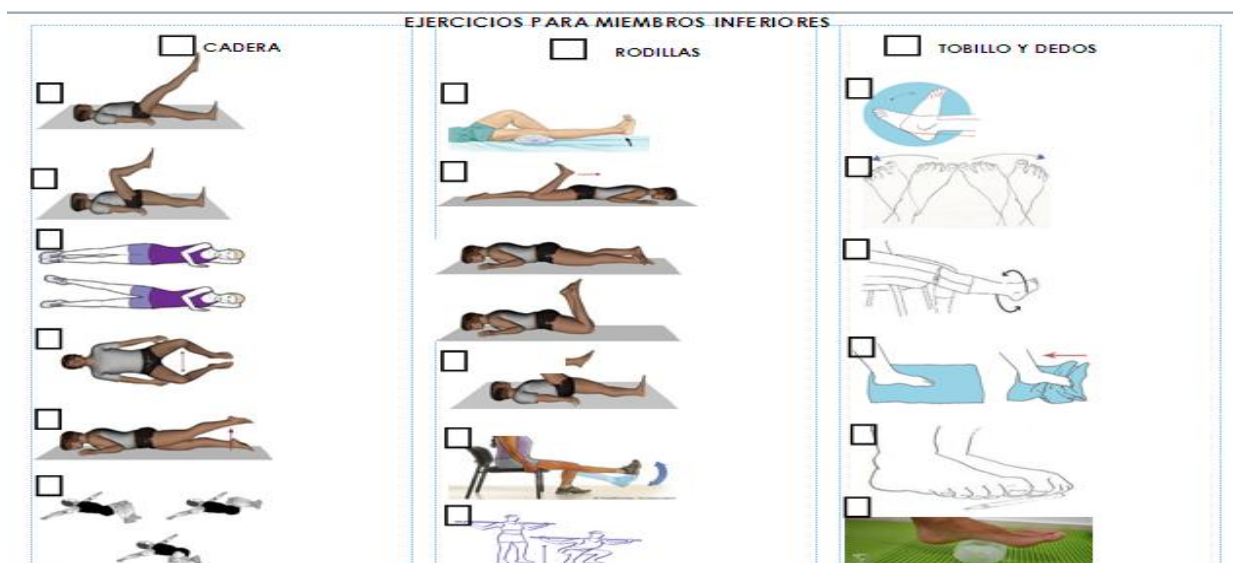 EJERCICIOS PARA MIEMBROS INFERIORES
CADERA
RODILLAS
TOBILLO Y DEDOS